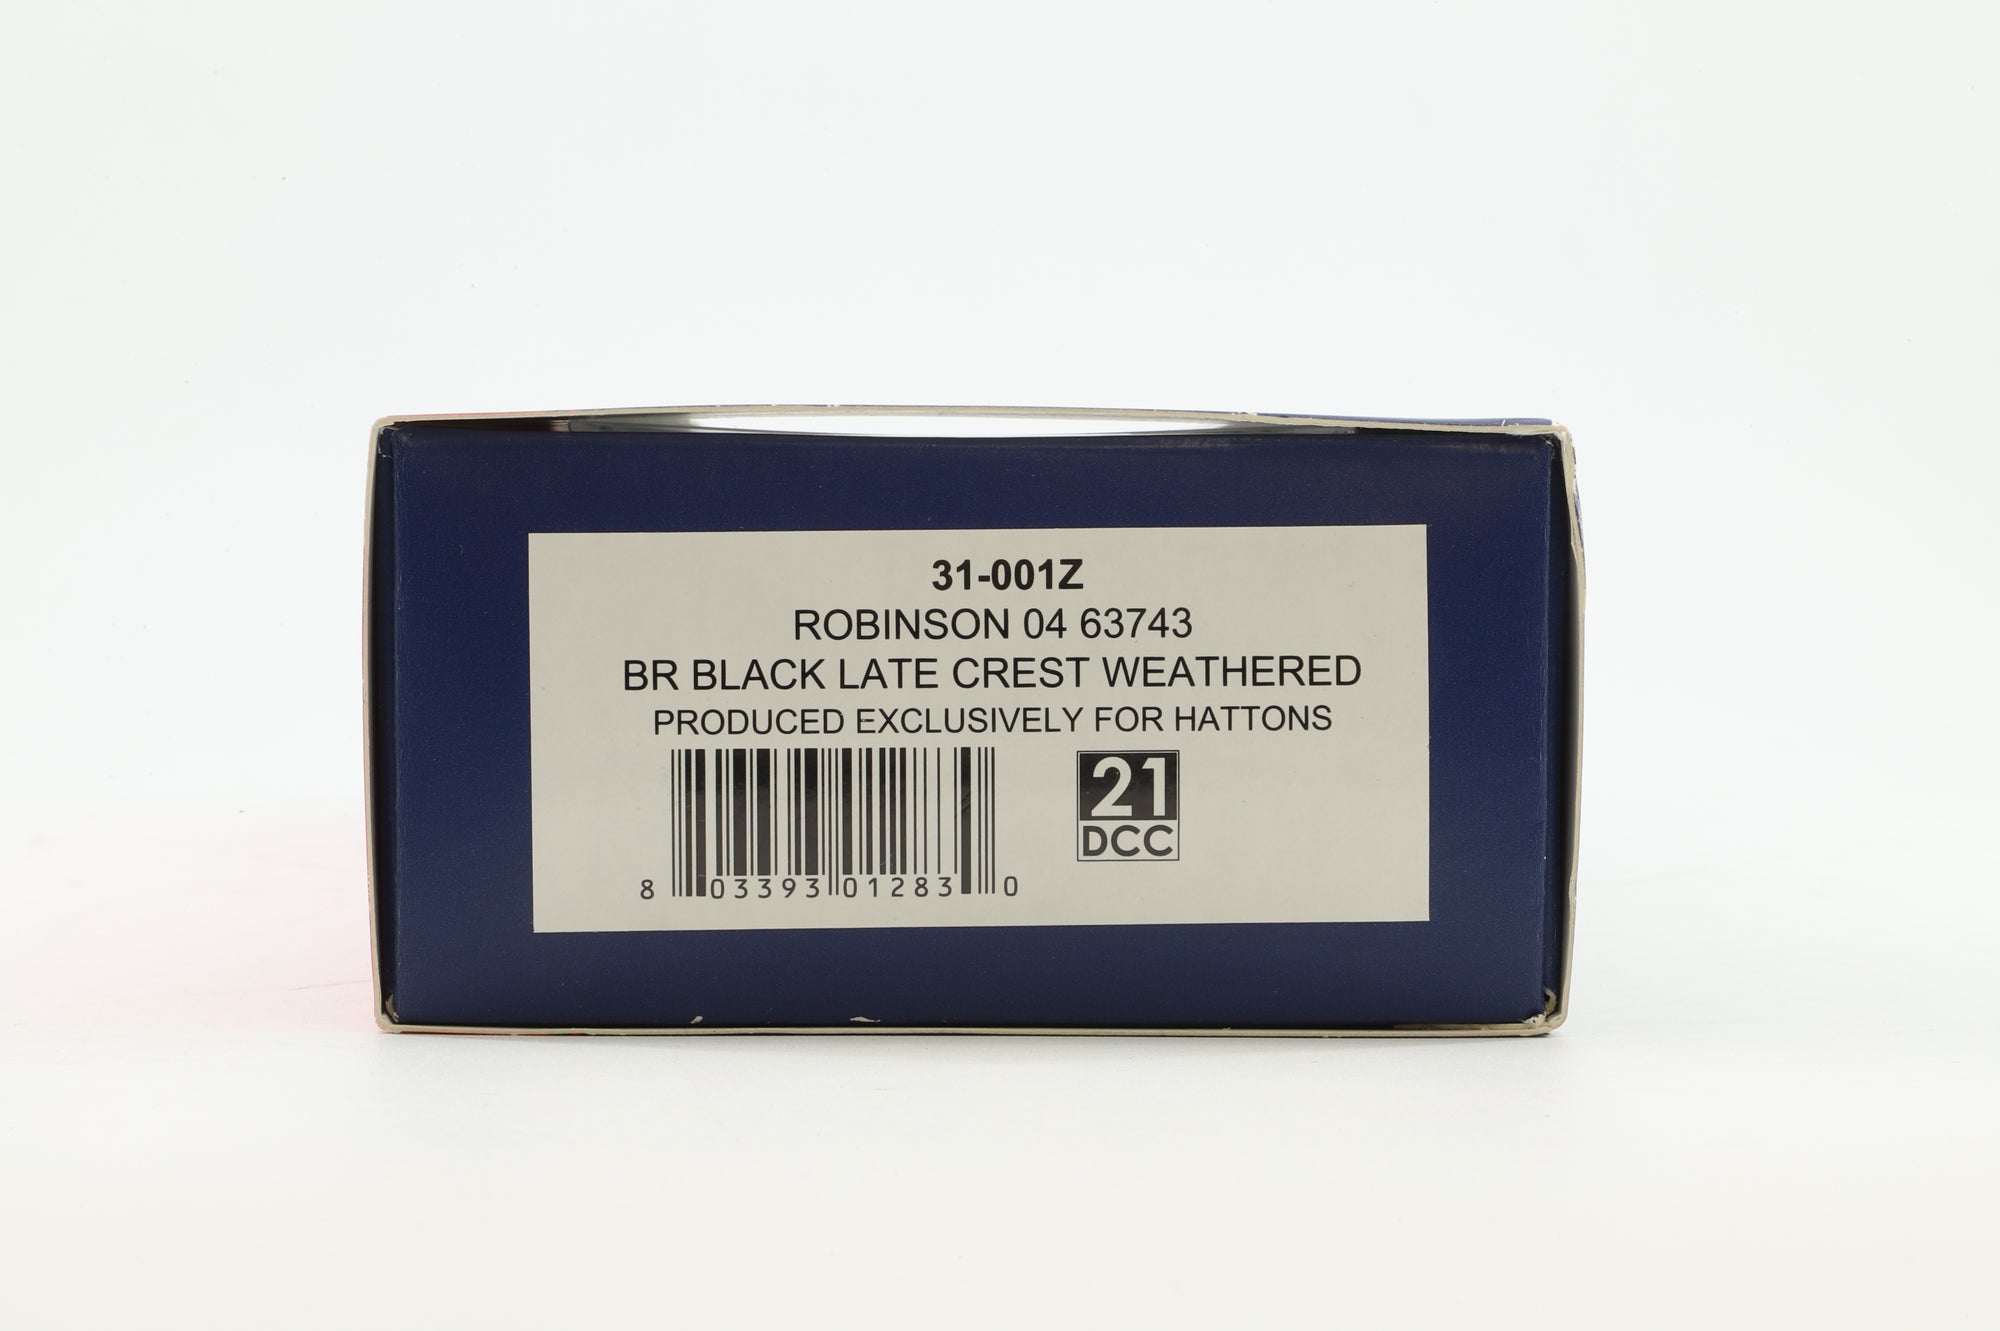 31-001Z
ROBINSON 04 63743
BR BLACK LATE CREST WEATHERED
PRODUCED EXCLUSIVELY FOR HATTONS
21
DCC
8 03393 01283 0